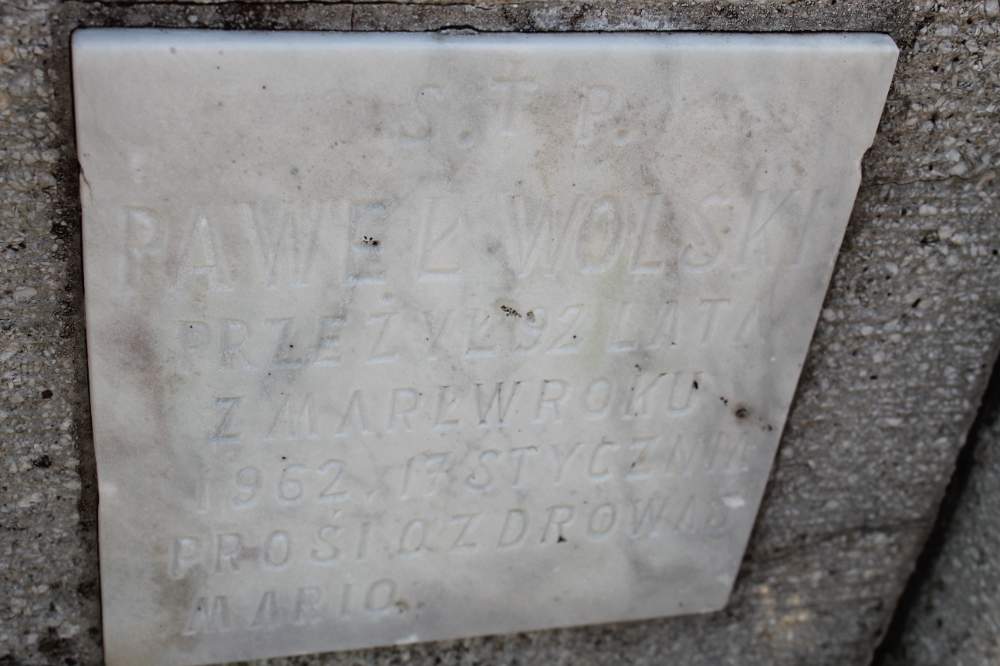 S.†P.
PAWEŁ WOLSKI
PRZEŻYŁ 92 LATA
ZMARŁ W ROKU
1962. 17 STYCZNIA
PROSI O ZDROWAŚ
MARIO.